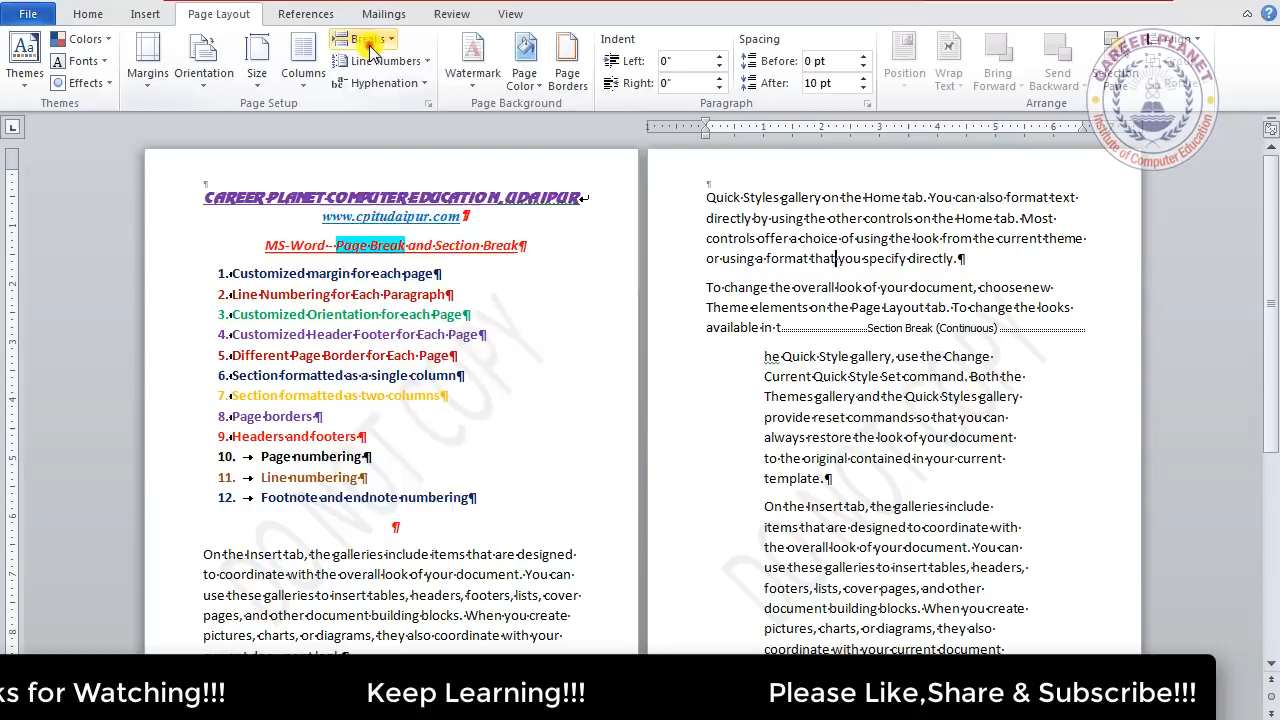 File Home Insert Page Layout References Mailings Review View
Colors Breaks Indent Spacing Align
Fonts Line Numbers Left: 0" Before: 0 pt
Themes Effects Margins Orientation Size Columns Hyphenation Watermark Page Color Page Borders Right: 0" After: 10 pt Position Wrap Text Bring Forward Send Backward Selection Pane
Themes Page Setup Page Background Paragraph Arrange
CAREER PLANET
Institute of Computer Education
CAREER PLANET COMPUTER EDUCATION, UDAIPUR
www.cpitudaipur.com
MS-Word - Page Break and Section Break
1. Customized margin for each page
2. Line Numbering for Each Paragraph
3. Customized Orientation for each Page
4. Customized Header Footer for Each Page
5. Different Page Border for Each Page
6. Section formatted as a single column
7. Section formatted as two columns
8. Page borders
9. Headers and footers
10. Page numbering
11. Line numbering
12. Footnote and endnote numbering
On the Insert tab, the galleries include items that are designed
to coordinate with the overall look of your document. You can
use these galleries to insert tables, headers, footers, lists, cover
pages, and other document building blocks. When you create
pictures, charts, or diagrams, they also coordinate with your
Quick Styles gallery on the Home tab. You can also format text
directly by using the other controls on the Home tab. Most
controls offer a choice of using the look from the current theme
or using a format that you specify directly.
To change the overall look of your document, choose new
Theme elements on the Page Layout tab. To change the looks
available in t Section Break (Continuous)
he Quick Style gallery, use the Change
Current Quick Style Set command. Both the
Themes gallery and the Quick Styles gallery
provide reset commands so that you can
always restore the look of your document
to the original contained in your current
template.
On the Insert tab, the galleries include
items that are designed to coordinate with
the overall look of your document. You can
use these galleries to insert tables, headers,
footers, lists, cover pages, and other
document building blocks. When you create
pictures, charts, or diagrams, they also
coordinate with your current document
DO NOT COPY
DO NOT COPY
ks for Watching!!! Keep Learning!!! Please Like,Share & Subscribe!!!